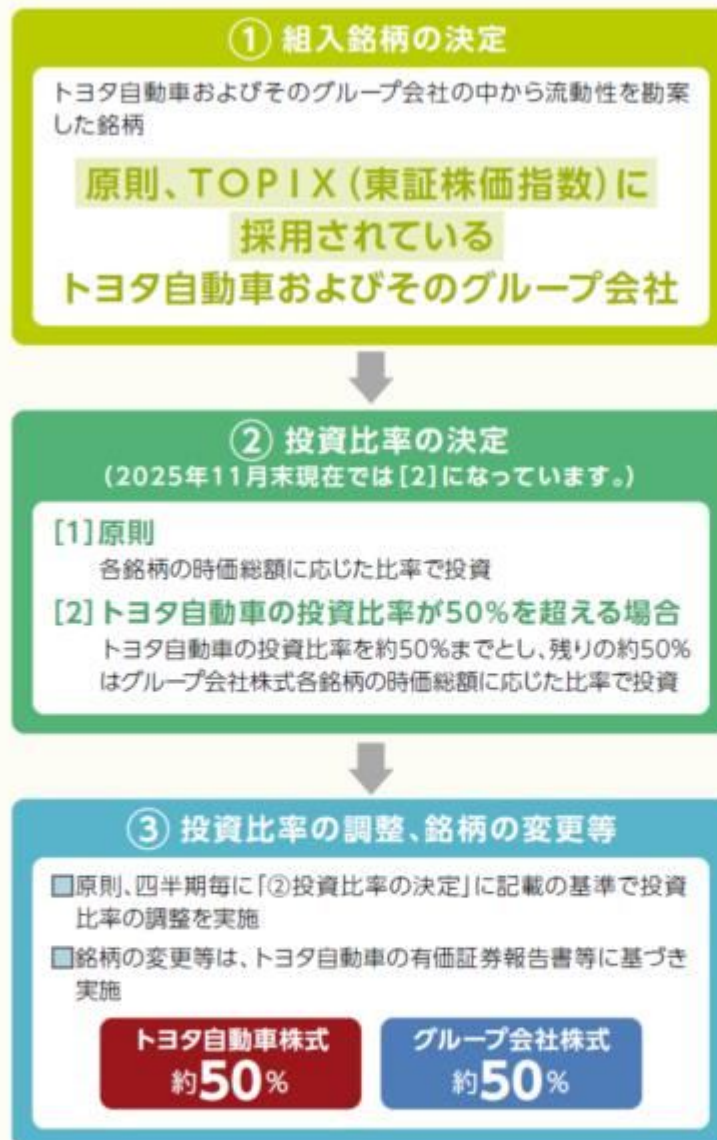 ① 組入銘柄の決定
トヨタ自動車およびそのグループ会社の中から流動性を勘案
した銘柄
原則、TOPIX（東証株価指数）に
採用されている
トヨタ自動車およびそのグループ会社
② 投資比率の決定
（2025年11月末現在では[2]になっています。）
[1]原則
各銘柄の時価総額に応じた比率で投資
[2]トヨタ自動車の投資比率が50%を超える場合
トヨタ自動車の投資比率を約50%までとし、残りの約50%
はグループ会社株式各銘柄の時価総額に応じた比率で投資
③ 投資比率の調整、銘柄の変更等
□原則、四半期毎に「②投資比率の決定」に記載の基準で投資
比率の調整を実施
□銘柄の変更等は、トヨタ自動車の有価証券報告書等に基づき
実施
トヨタ自動車株式
約50%
グループ会社株式
約50%